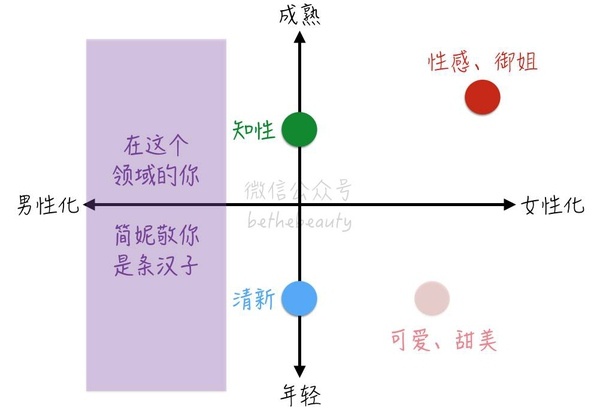 成熟
性感、御姐
知性
在这个
领域的你
微信公众号
男性化
女性化
bethebeauty
简妮敬你
是条汉子
清新
可爱、甜美
年轻